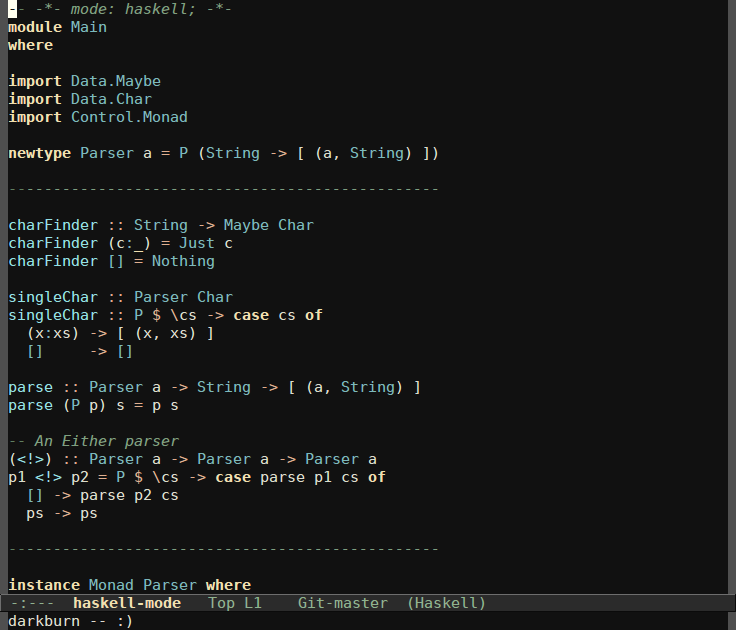 -- -*- mode: haskell; -*-
module Main
where
import Data.Maybe
import Data.Char
import Control.Monad
newtype Parser a = P (String -> [ (a, String) ])
------------------------------------------------
charFinder :: String -> Maybe Char
charFinder (c:_) = Just c
charFinder [] = Nothing
singleChar :: Parser Char
singleChar :: P $ \cs -> case cs of
  (x:xs) -> [ (x, xs) ]
  []     -> []
parse :: Parser a -> String -> [ (a, String) ]
parse (P p) s = p s
-- An Either parser
(<!>) :: Parser a -> Parser a -> Parser a
p1 <!> p2 = P $ \cs -> case parse p1 cs of
  [] -> parse p2 cs
  ps -> ps
------------------------------------------------
instance Monad Parser where
-:---  haskell-mode   Top L1    Git-master  (Haskell)
darkburn -- :)